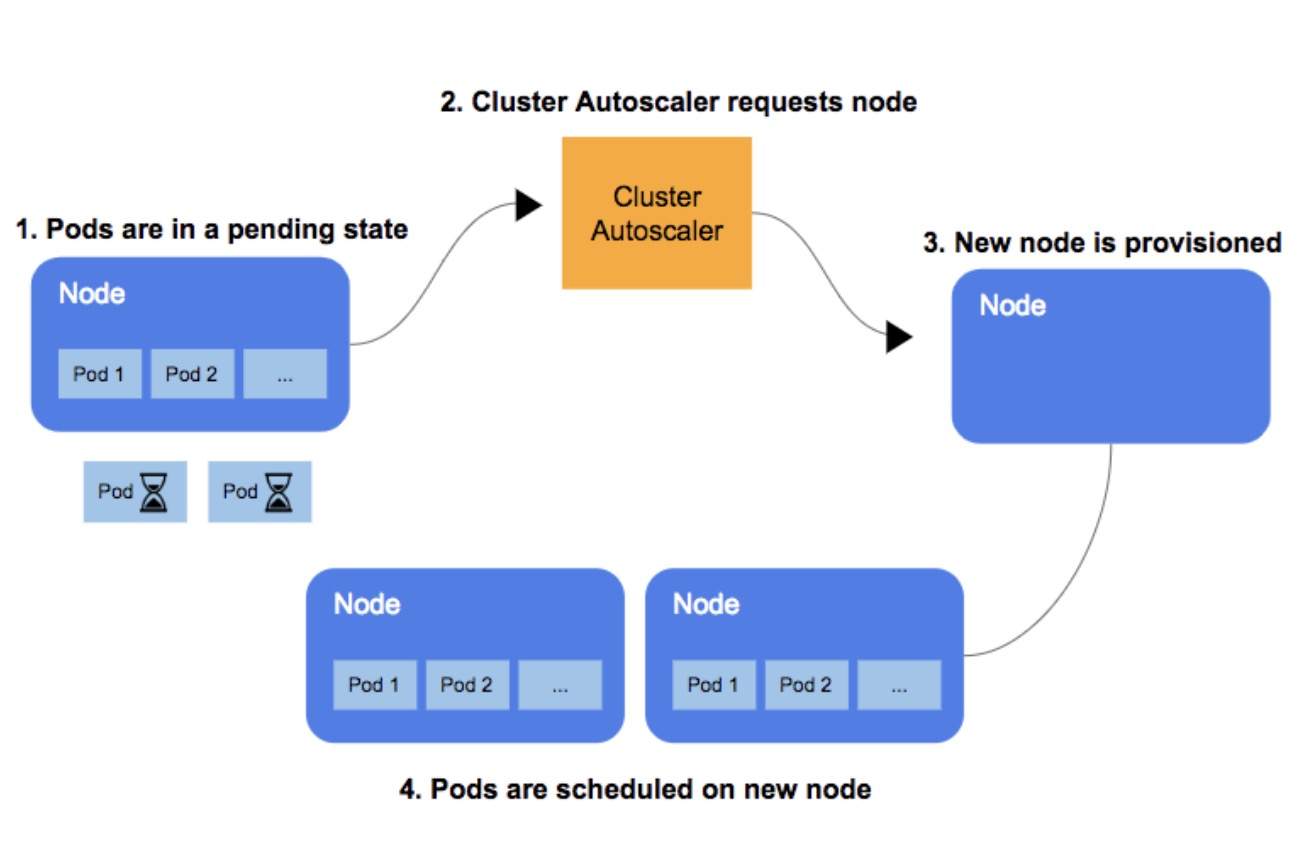 2. Cluster Autoscaler requests node
Cluster
Autoscaler
1. Pods are in a pending state
Node
Pod 1
Pod 2
...
Pod
Pod
3. New node is provisioned
Node
Node
Pod 1
Pod 2
...
Node
Pod 1
Pod 2
...
4. Pods are scheduled on new node